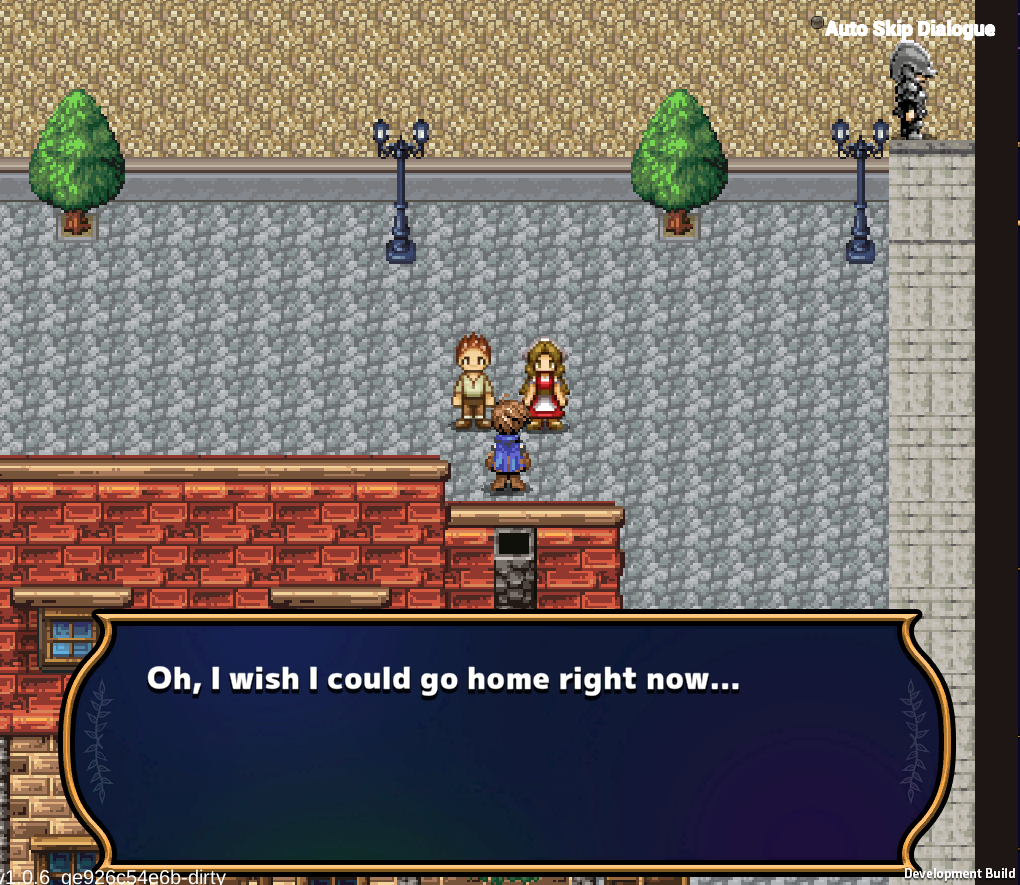 Auto Skip Dialogue
Oh, I wish I could go home right now...
v1.0.6_ge926c54e6b-dirty
Development Build